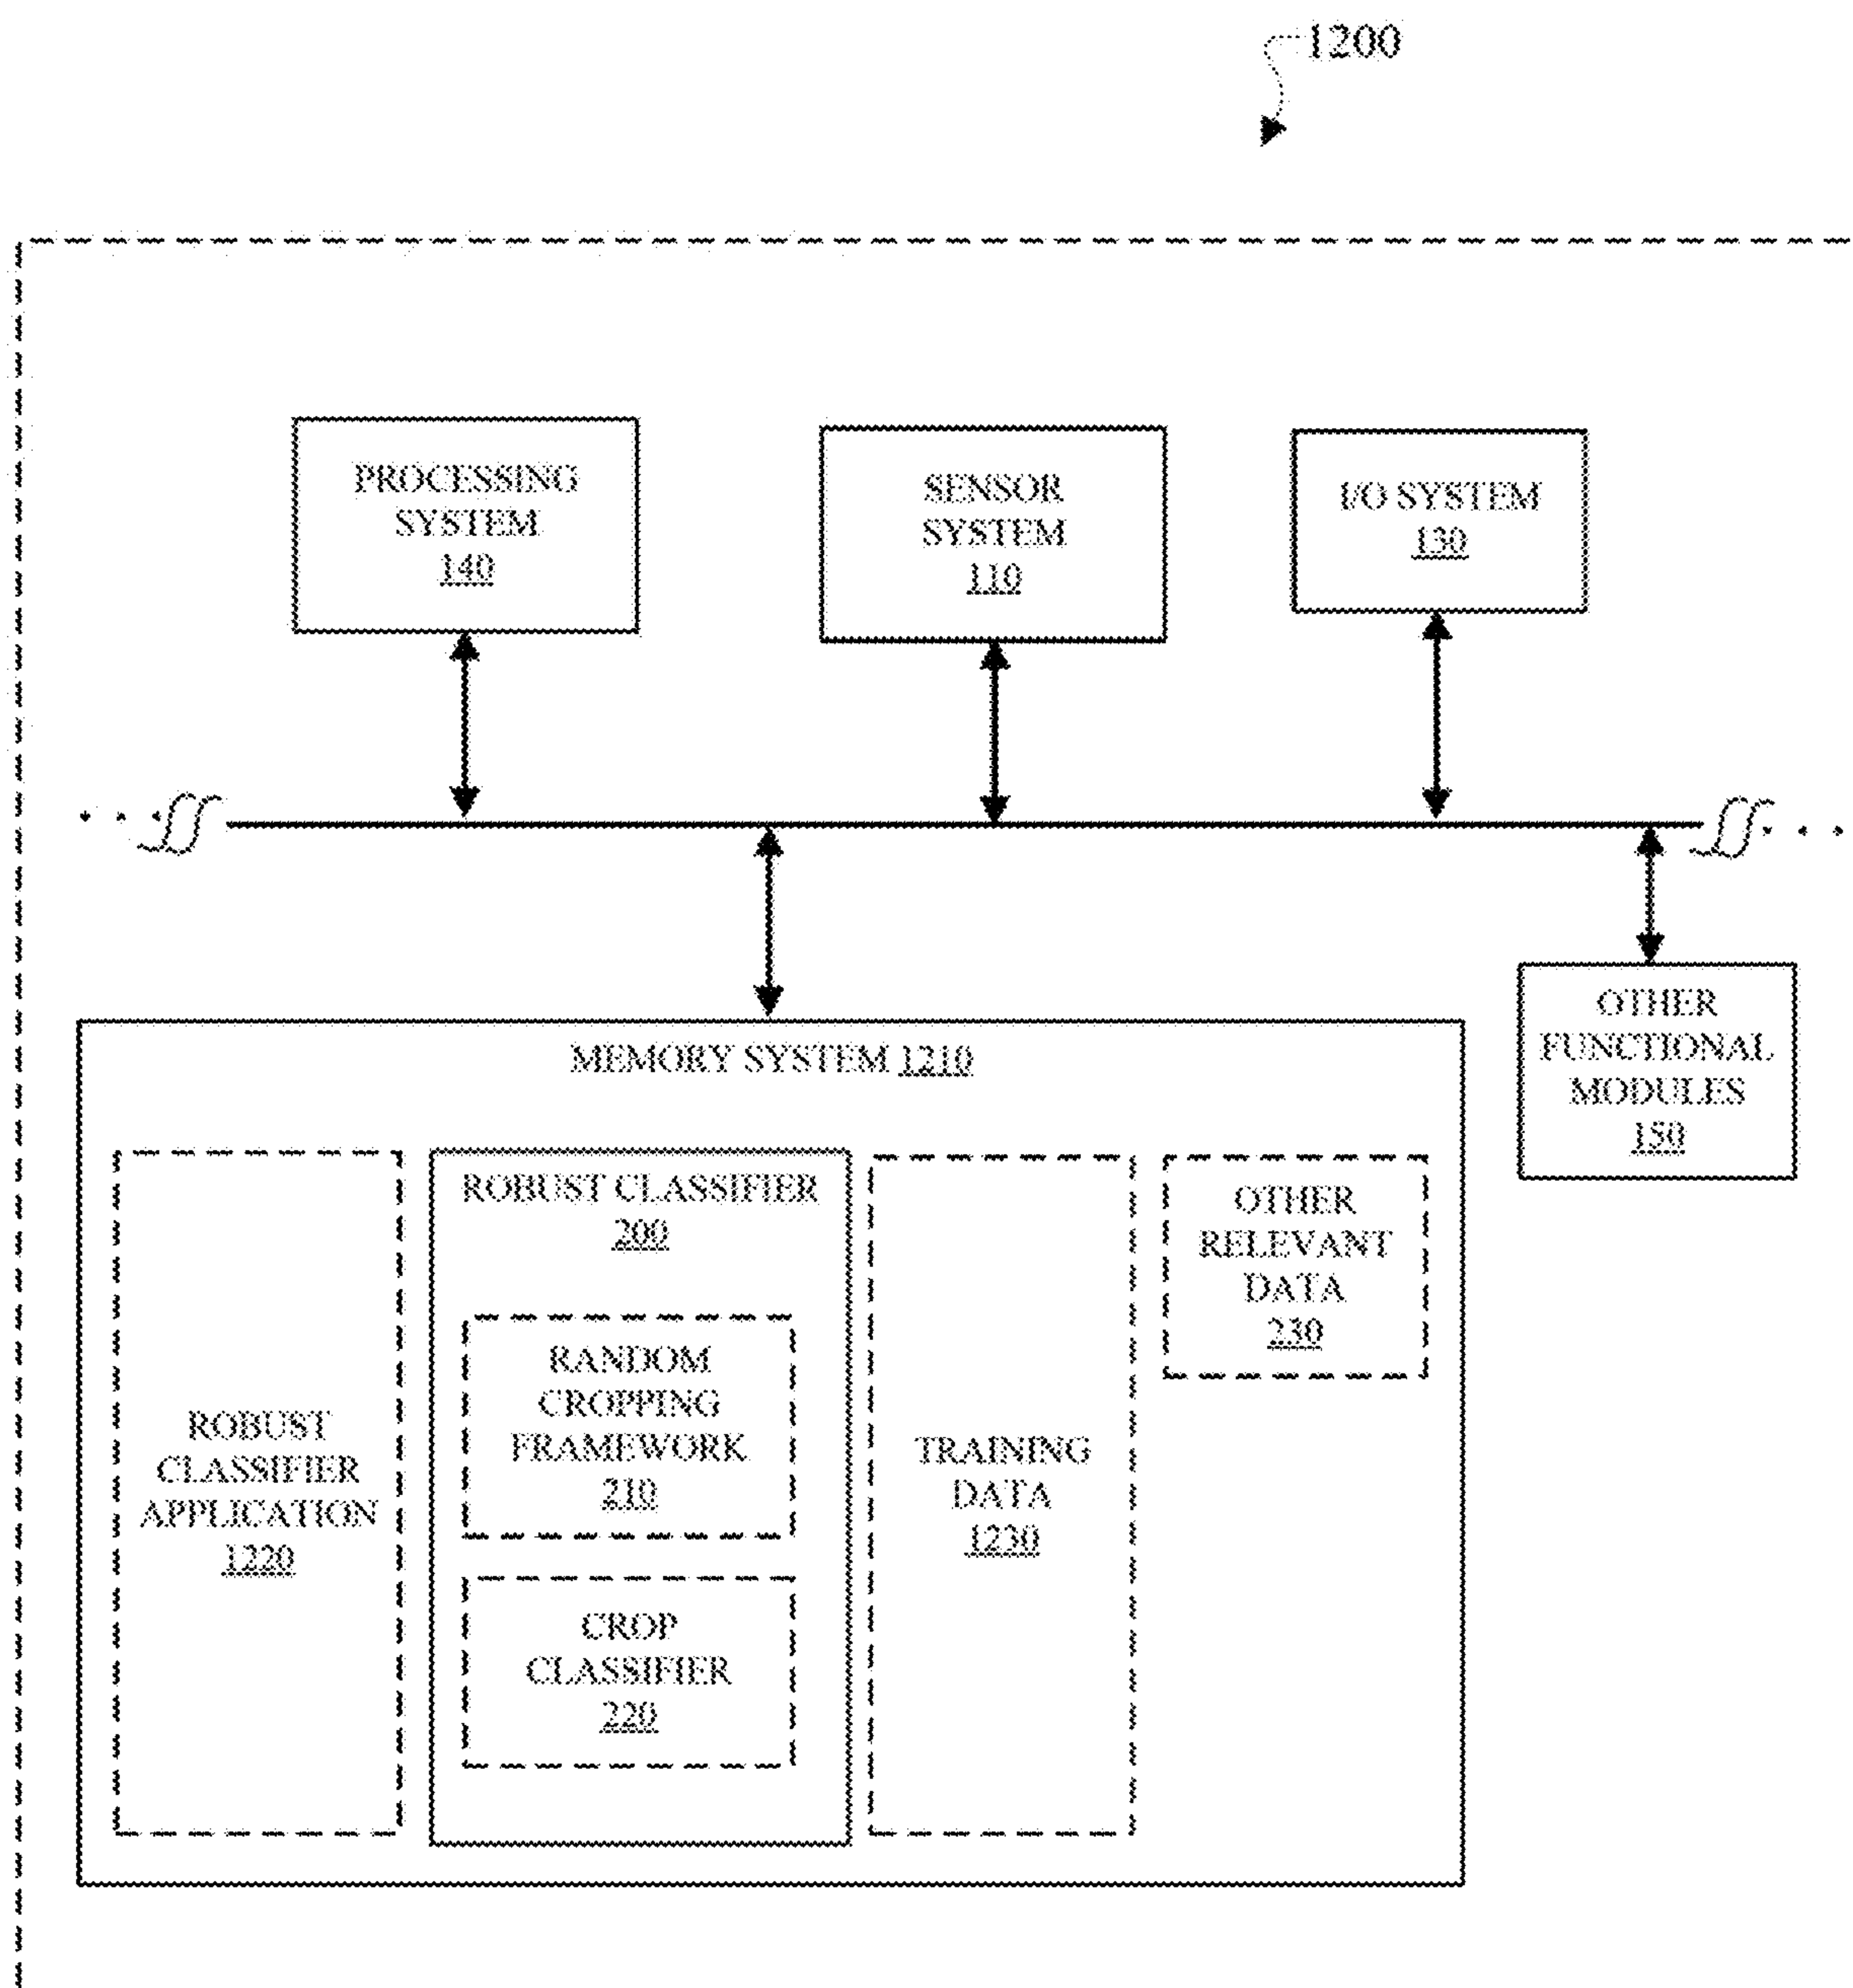 1200
PROCESSING
SYSTEM
140
SENSOR
SYSTEM
110
I/O SYSTEM
130
MEMORY SYSTEM 1210
OTHER
FUNCTIONAL
MODULES
150
ROBUST
CLASSIFIER
APPLICATION
1220
ROBUST CLASSIFIER
200
RANDOM
CROPPING
FRAMEWORK
210
CROP
CLASSIFIER
220
TRAINING
DATA
1230
OTHER
RELEVANT
DATA
230